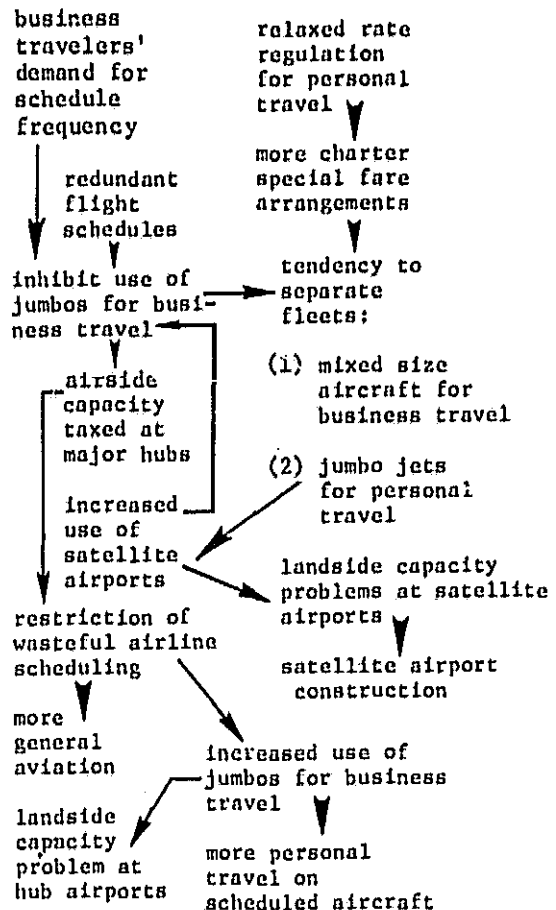 business
travelers'
demand for
schedule
frequency
relaxed rate
regulation
for personal
travel
more charter
special fare
arrangements
redundant
flight
schedules
inhibit use of
jumbos for busi-
ness travel
tendency to
separate
fleets:
(1) mixed size
aircraft for
business travel
(2) jumbo jets
for personal
travel
airside
capacity
taxed at
major hubs
increased
use of
satellite
airports
landside capacity
problems at satellite
airports
satellite airport
construction
restriction of
wasteful airline
scheduling
more
general
aviation
increased use of
jumbos for business
travel
landside
capacity
problem at
hub airports
more personal
travel on
scheduled aircraft